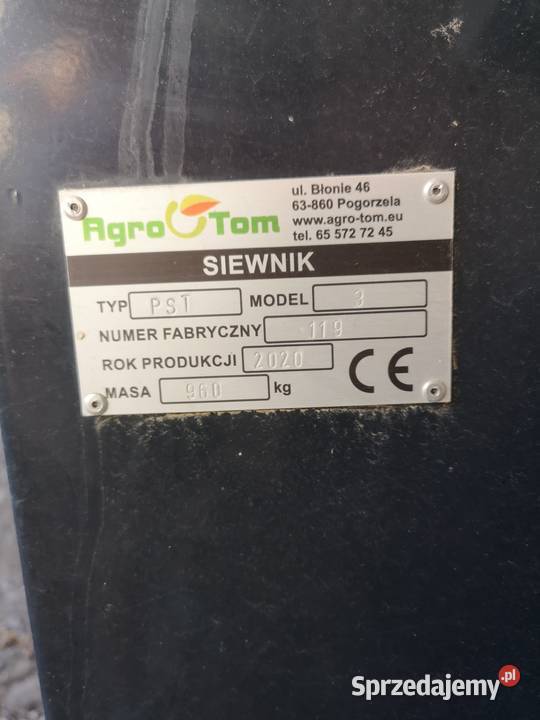 Agro Tom
ul. Błonie 46
63-860 Pogorzela
www.agro-tom.eu
tel. 65 572 72 45
SIEWNIK
TYP PST MODEL 3
NUMER FABRYCZNY 119
ROK PRODUKCJI 2020
MASA 960 kg
CE
Sprzedajemy.pl